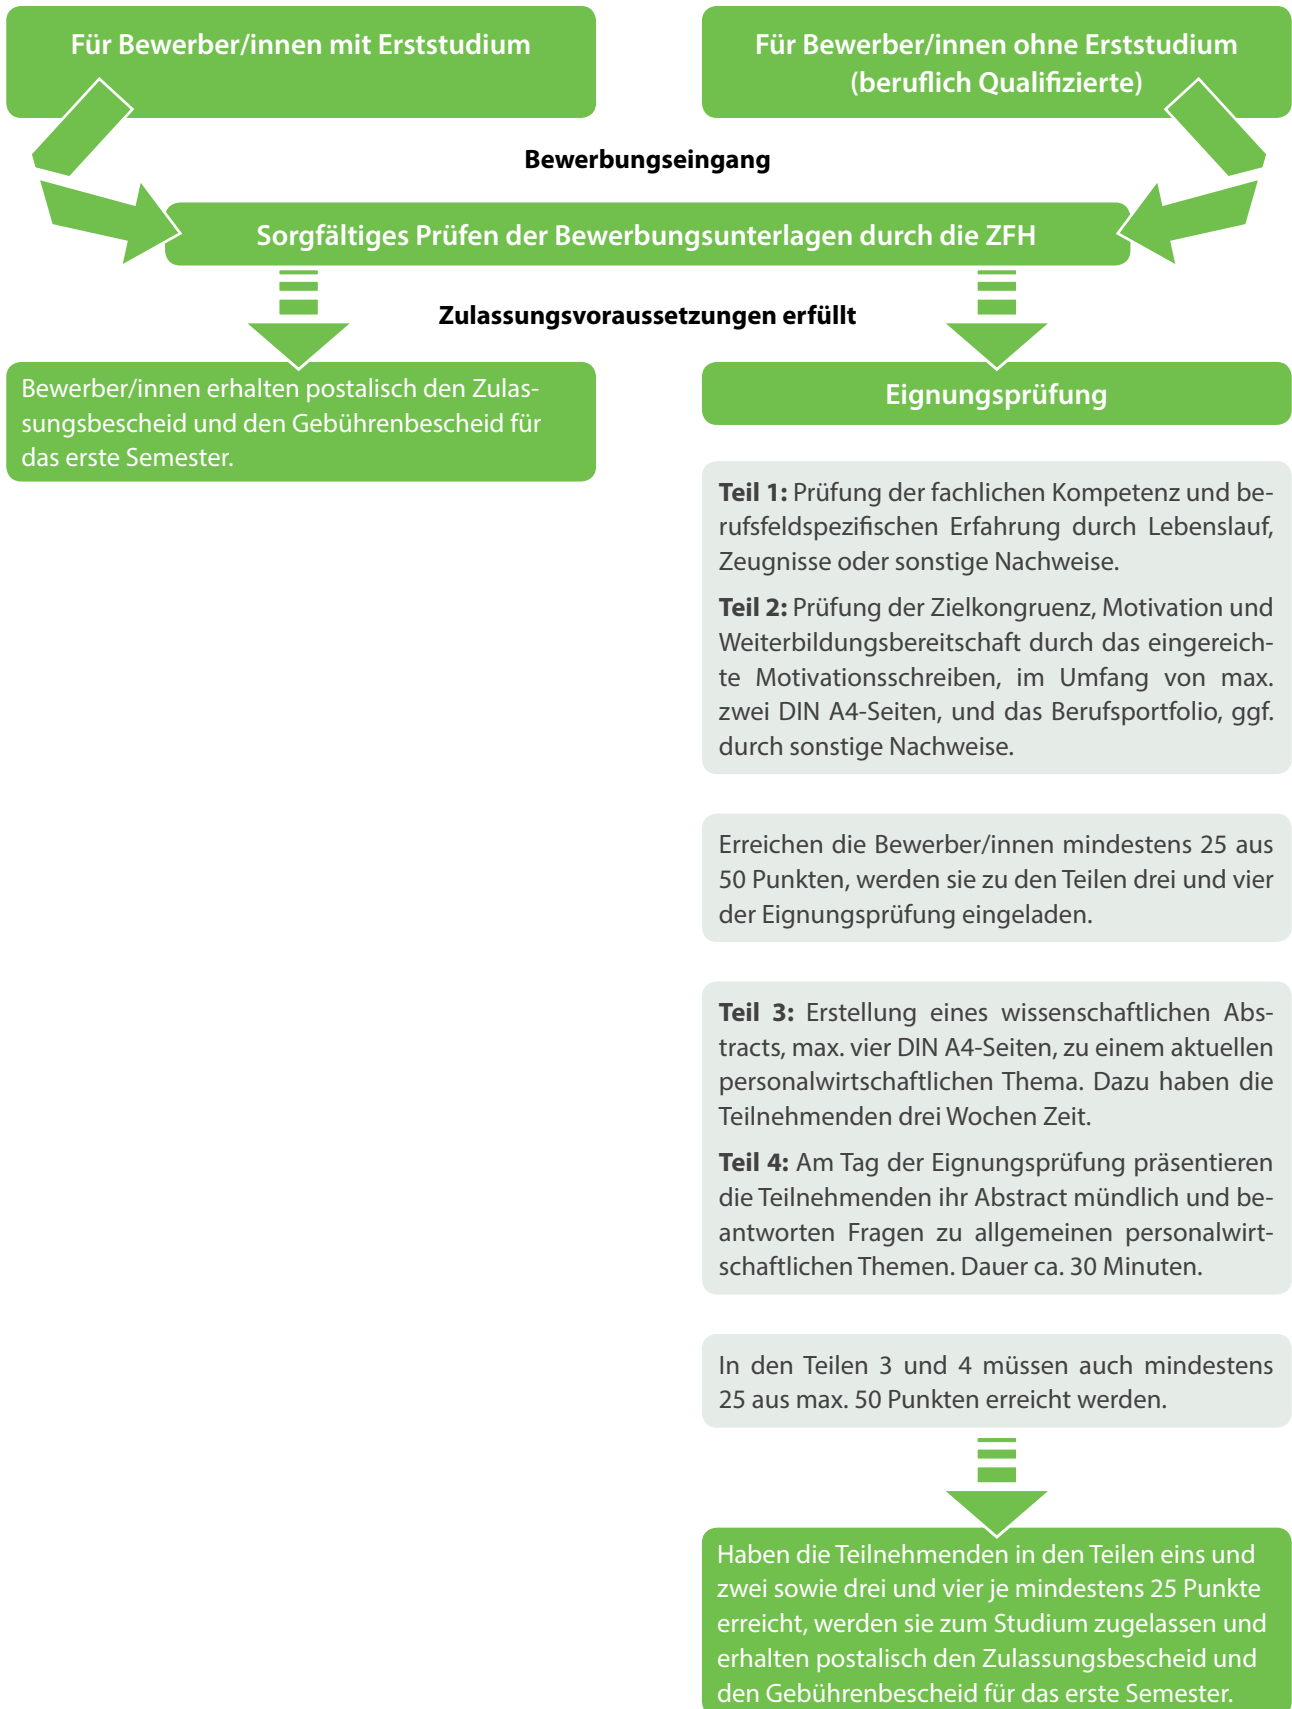 Für Bewerber/innen mit Erststudium
Für Bewerber/innen ohne Erststudium
(beruflich Qualifizierte)
Bewerbungseingang
Sorgfältiges Prüfen der Bewerbungsunterlagen durch die ZFH
Zulassungsvoraussetzungen erfüllt
Bewerber/innen erhalten postalisch den Zulas-
sungsbescheid und den Gebührenbescheid für
das erste Semester.
Eignungsprüfung
Teil 1: Prüfung der fachlichen Kompetenz und be-
rufsfeldspezifischen Erfahrung durch Lebenslauf,
Zeugnisse oder sonstige Nachweise.
Teil 2: Prüfung der Zielkongruenz, Motivation und
Weiterbildungsbereitschaft durch das eingereich-
te Motivationsschreiben, im Umfang von max.
zwei DIN A4-Seiten, und das Berufsportfolio, ggf.
durch sonstige Nachweise.
Erreichen die Bewerber/innen mindestens 25 aus
50 Punkten, werden sie zu den Teilen drei und vier
der Eignungsprüfung eingeladen.
Teil 3: Erstellung eines wissenschaftlichen Abs-
tracts, max. vier DIN A4-Seiten, zu einem aktuellen
personalwirtschaftlichen Thema. Dazu haben die
Teilnehmenden drei Wochen Zeit.
Teil 4: Am Tag der Eignungsprüfung präsentieren
die Teilnehmenden ihr Abstract mündlich und be-
antworten Fragen zu allgemeinen personalwirt-
schaftlichen Themen. Dauer ca. 30 Minuten.
In den Teilen 3 und 4 müssen auch mindestens
25 aus max. 50 Punkten erreicht werden.
Haben die Teilnehmenden in den Teilen eins und
zwei sowie drei und vier je mindestens 25 Punkte
erreicht, werden sie zum Studium zugelassen und
erhalten postalisch den Zulassungsbescheid und
den Gebührenbescheid für das erste Semester.